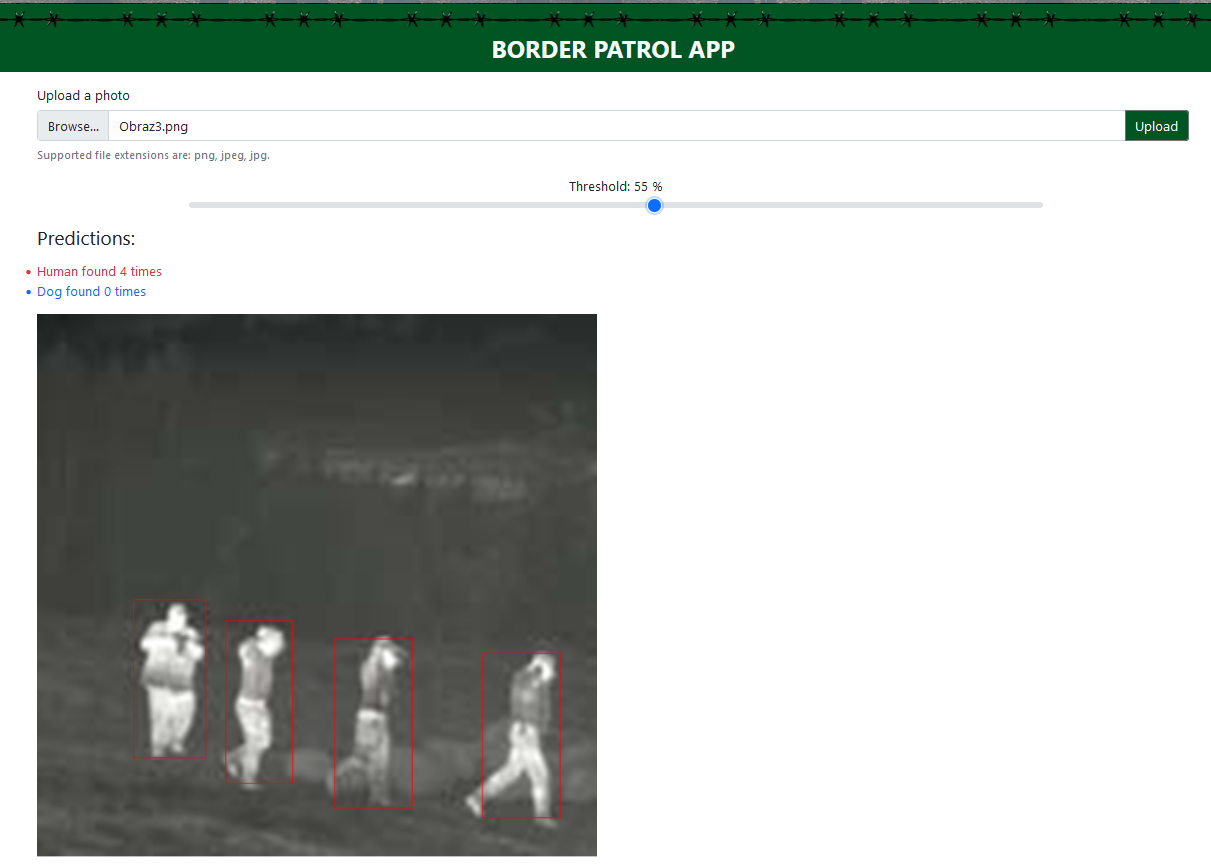 BORDER PATROL APP
Upload a photo
Browse... Obraz3.png Upload
Supported file extensions are: png, jpeg, jpg.
Threshold: 55 %
Predictions:
• Human found 4 times
• Dog found 0 times